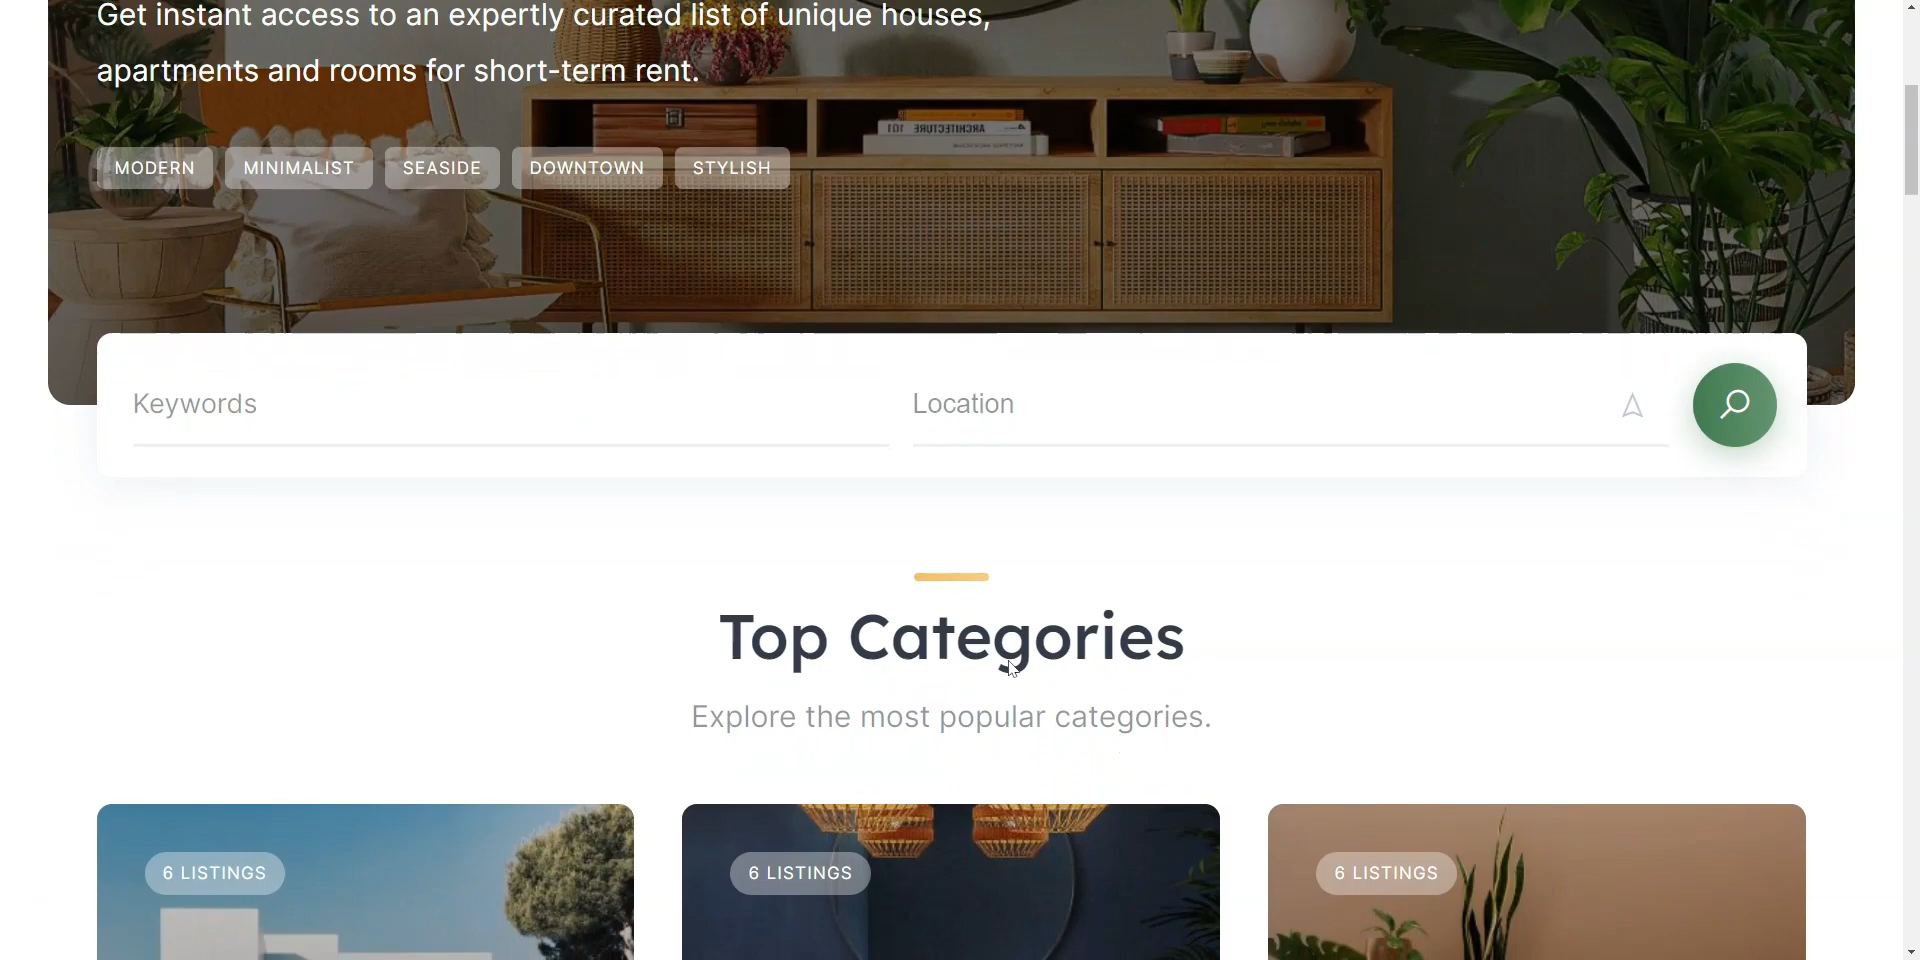 Get instant access to an expertly curated list of unique houses,
apartments and rooms for short-term rent.
MODERN
MINIMALIST
SEASIDE
DOWNTOWN
STYLISH
ARCHITECTURE 101
Keywords
Location
Top Categories
Explore the most popular categories.
6 LISTINGS
6 LISTINGS
6 LISTINGS